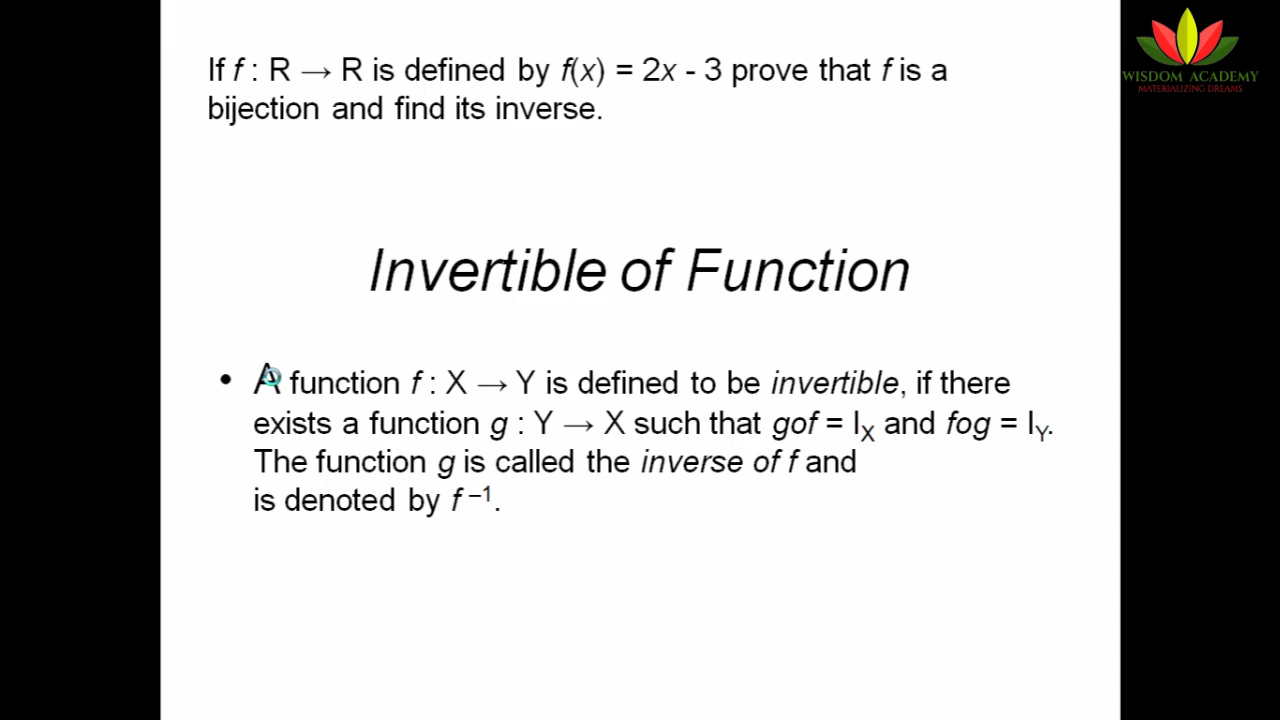 If f : R → R is defined by f(x) = 2x - 3 prove that f is a
bijection and find its inverse.
WISDOM ACADEMY
MATERIALIZING DREAMS
Invertible of Function
• A function f : X → Y is defined to be invertible, if there
exists a function g : Y → X such that gof = I_X and fog = I_Y.
The function g is called the inverse of f and
is denoted by f ⁻¹.